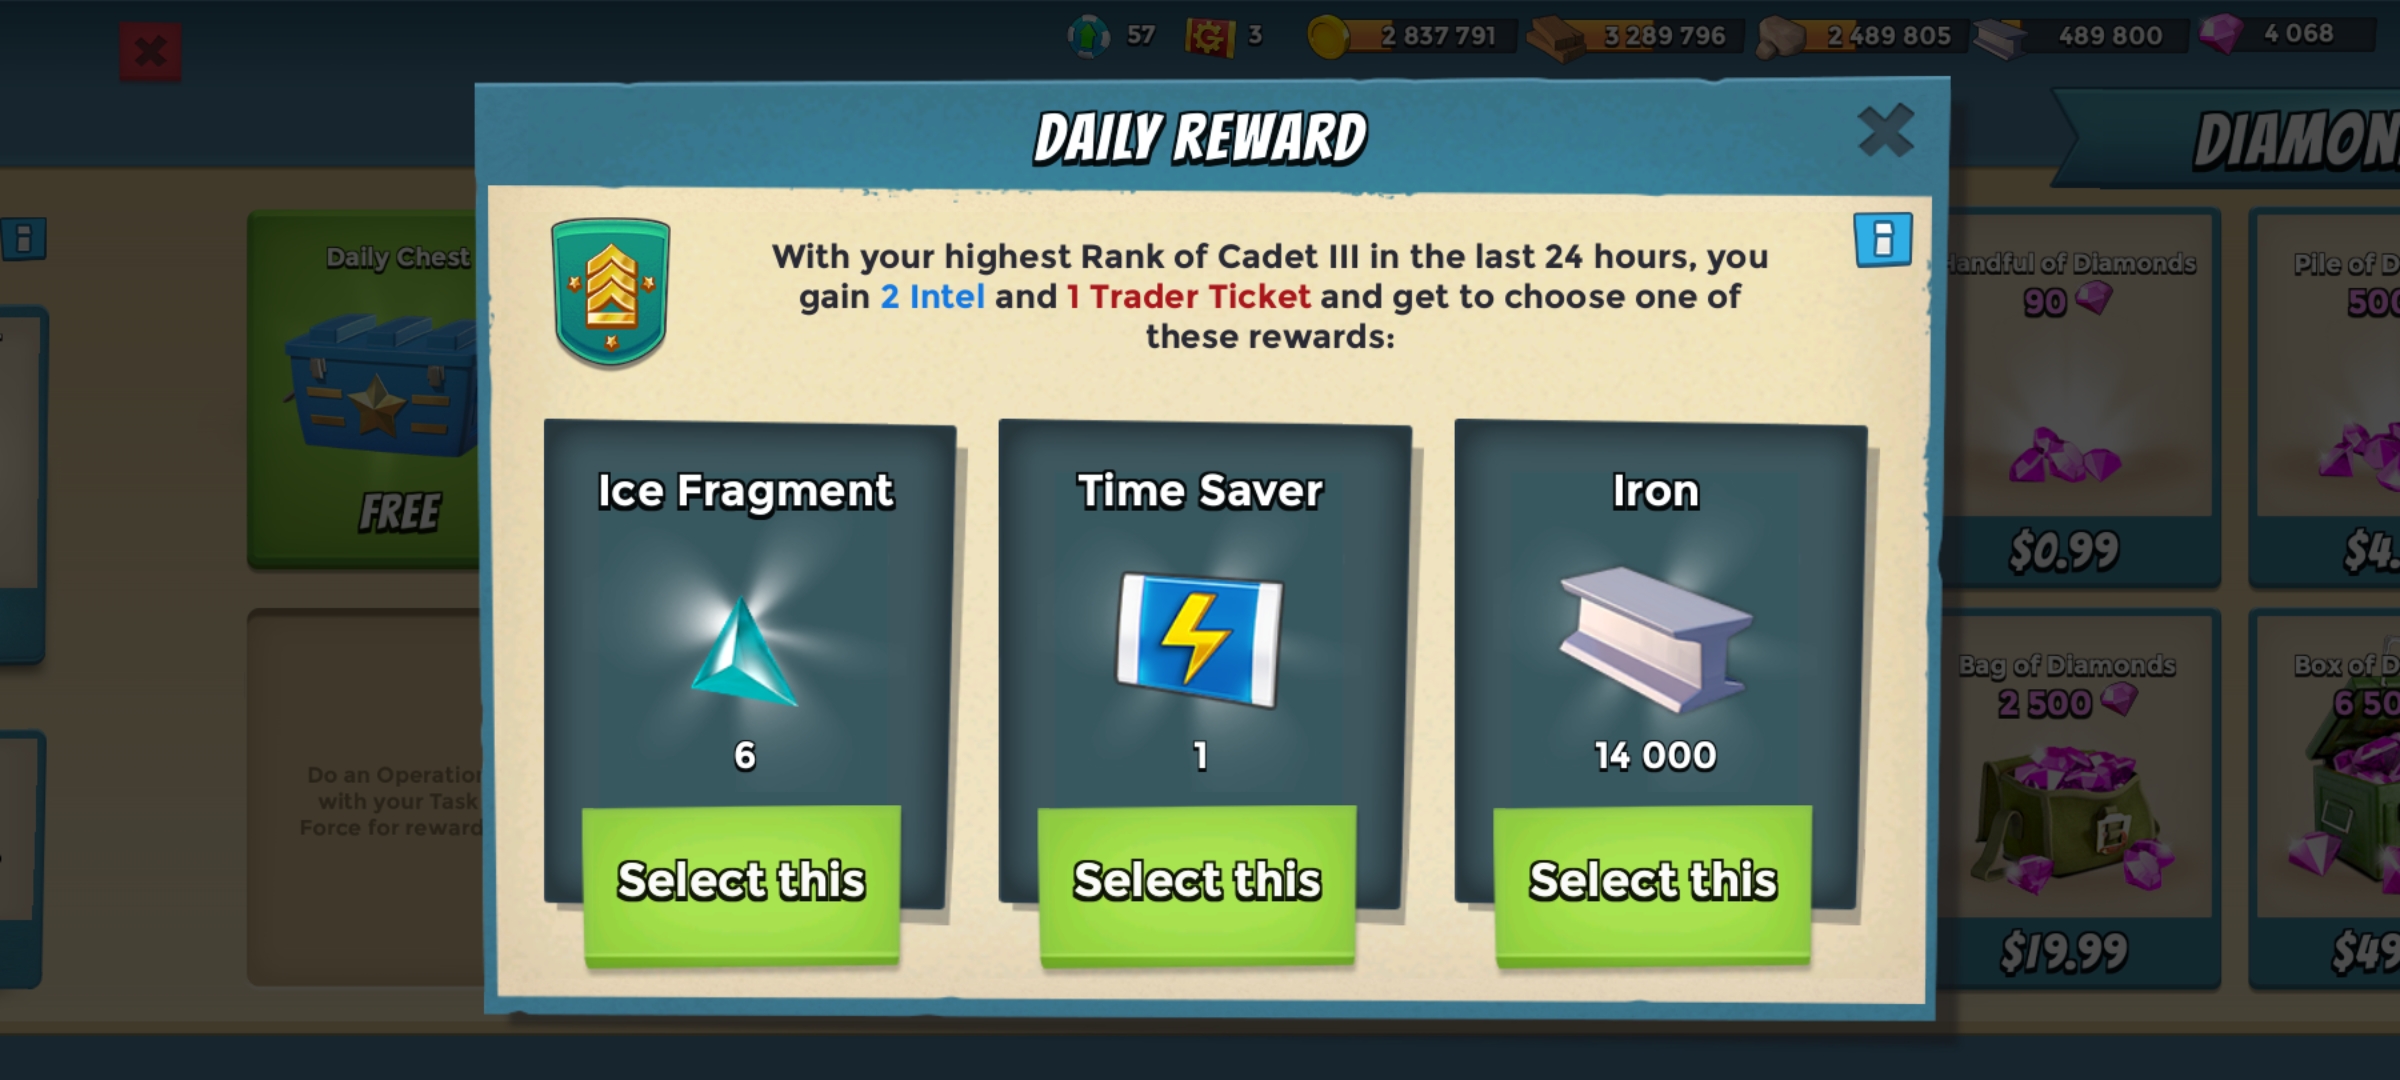 57
3
2 837 791
3 289 796
2 489 805
489 800
4 068
DAILY REWARD
With your highest Rank of Cadet III in the last 24 hours, you
gain 2 Intel and 1 Trader Ticket and get to choose one of
these rewards:
Ice Fragment
6
Select this
Time Saver
1
Select this
Iron
14 000
Select this
Daily Chest
FREE
Do an Operation
with your Task
Force for reward
of Diamonds
90
$0.99
Pile of
Bag of Diamonds
2 500
$19.99
Box of